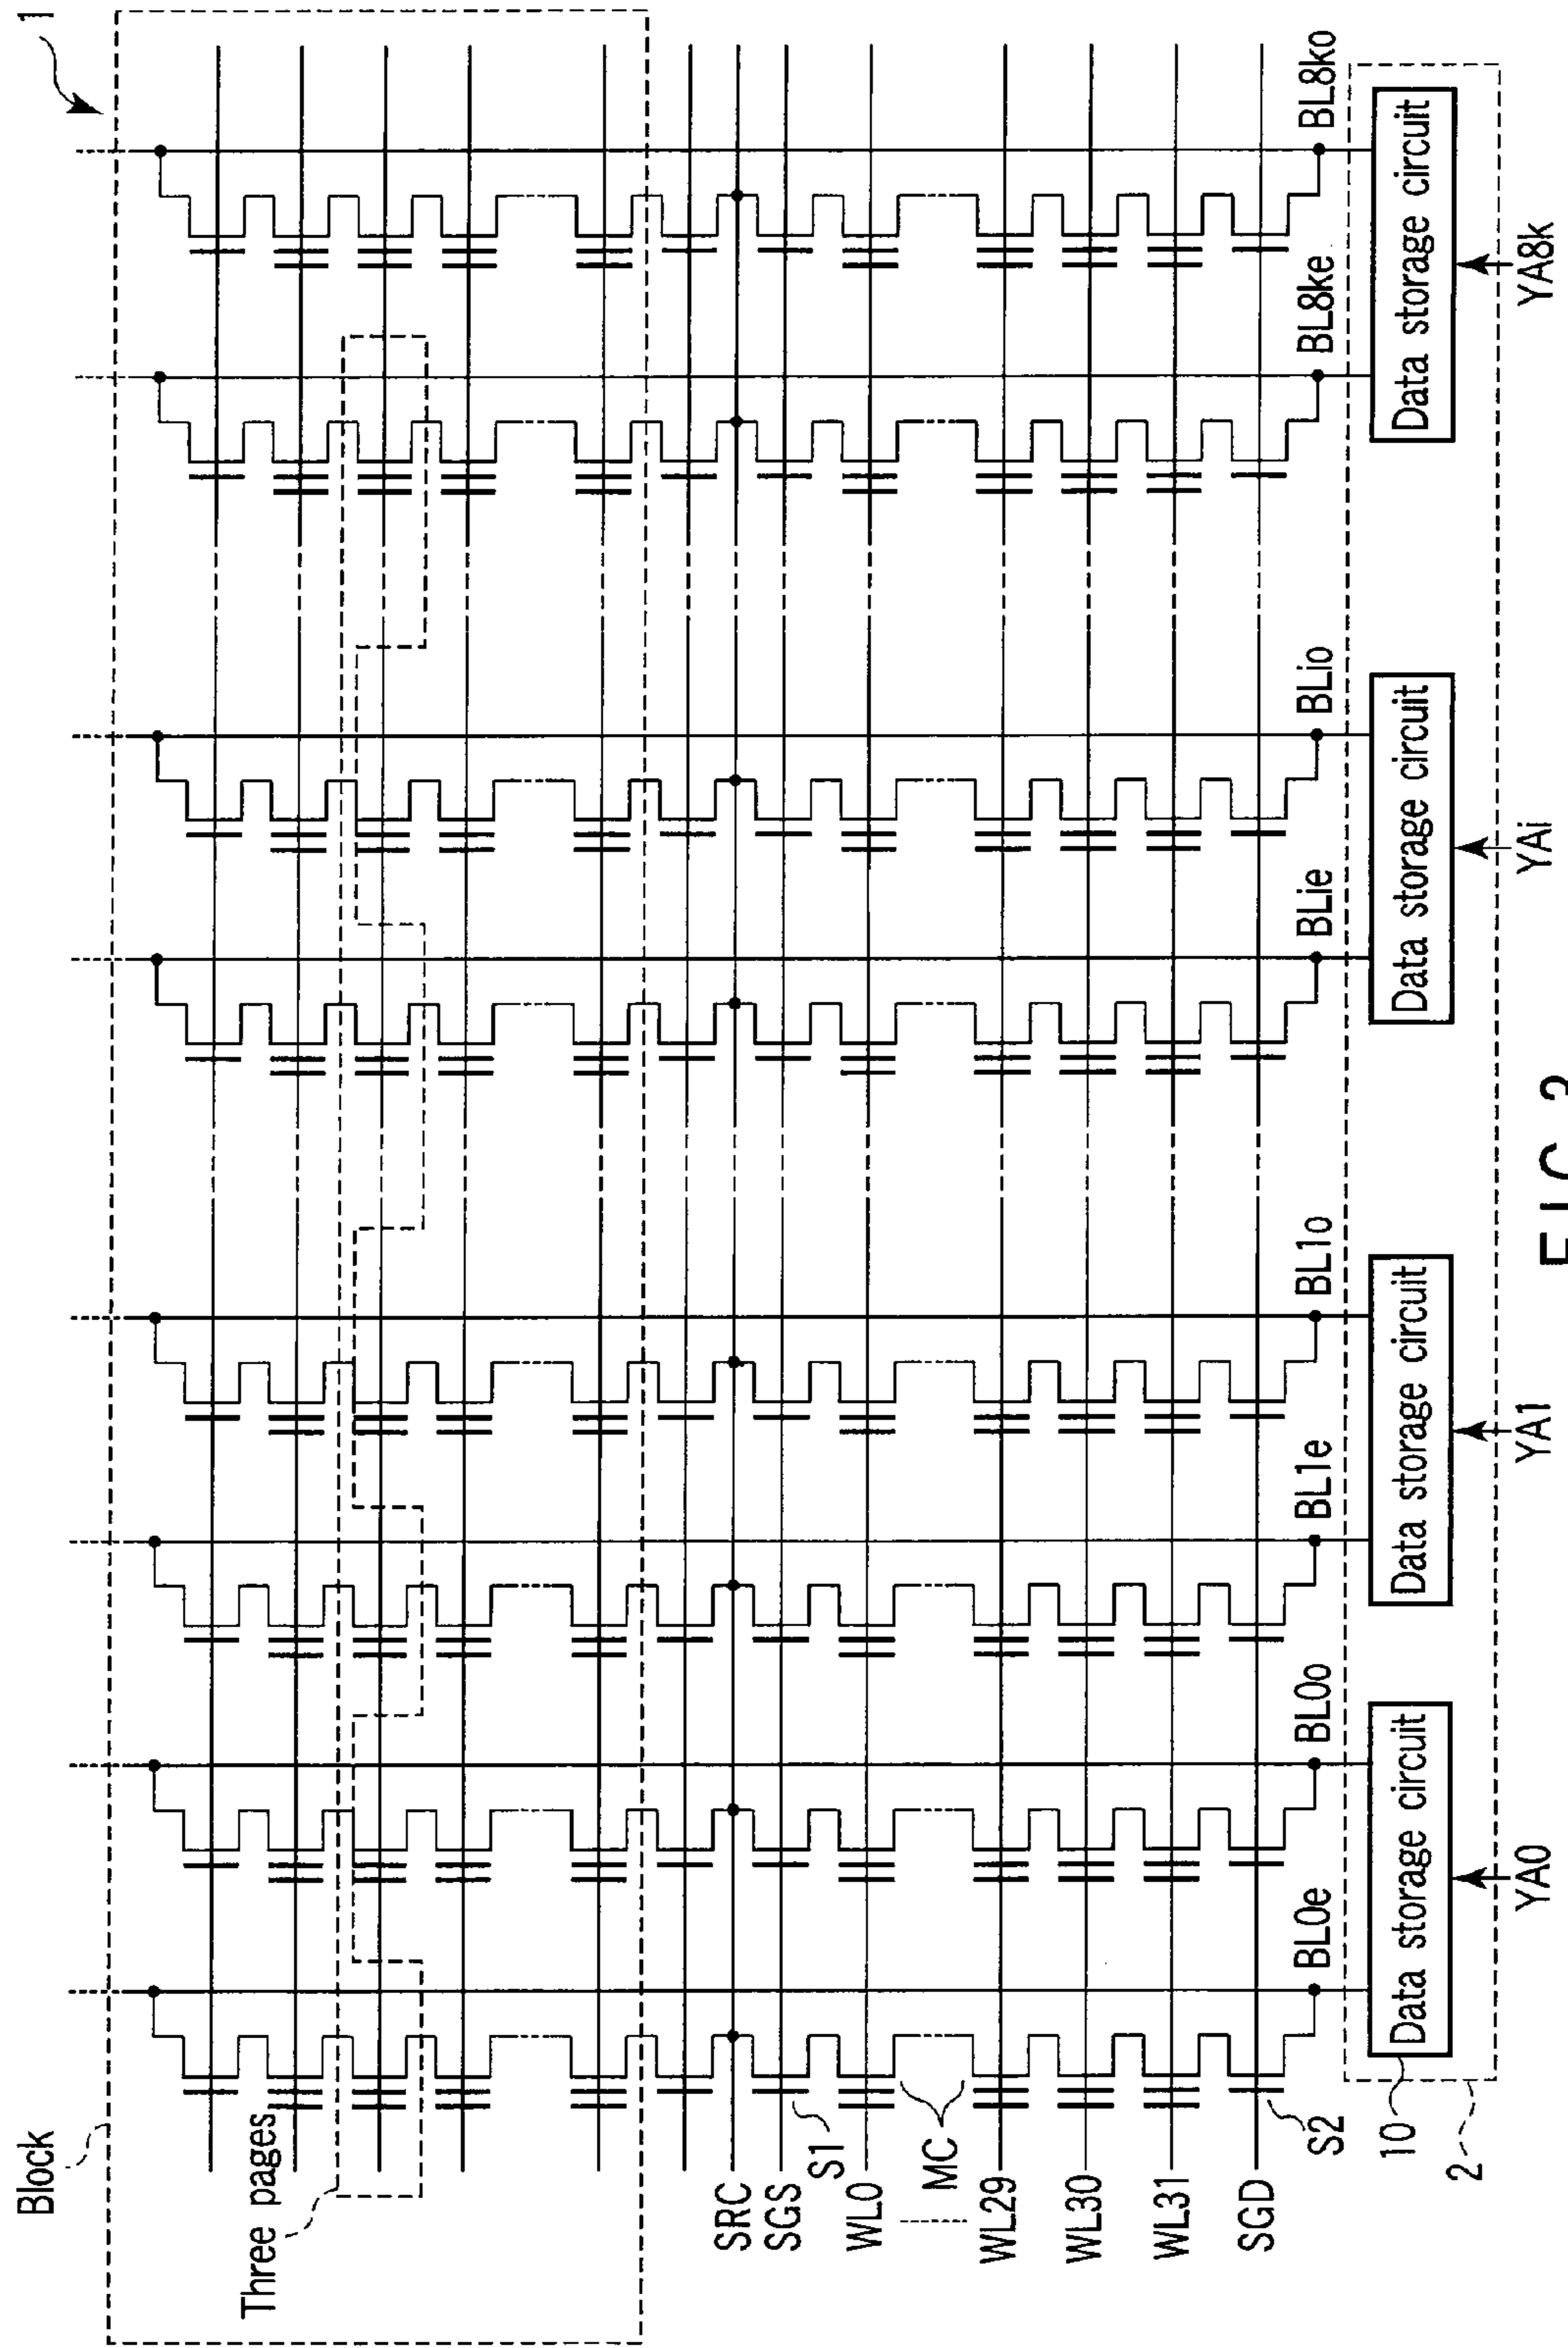 Block
1
Three pages
SRC
SGS
S1
WL0
MC
WL29
WL30
WL31
SGD
S2
BL0e
BL0o
BL1e
BL1o
BLie
BLio
BL8ke
BL8ko
10
Data storage circuit
Data storage circuit
Data storage circuit
Data storage circuit
2
YA0
YA1
YAi
YA8k